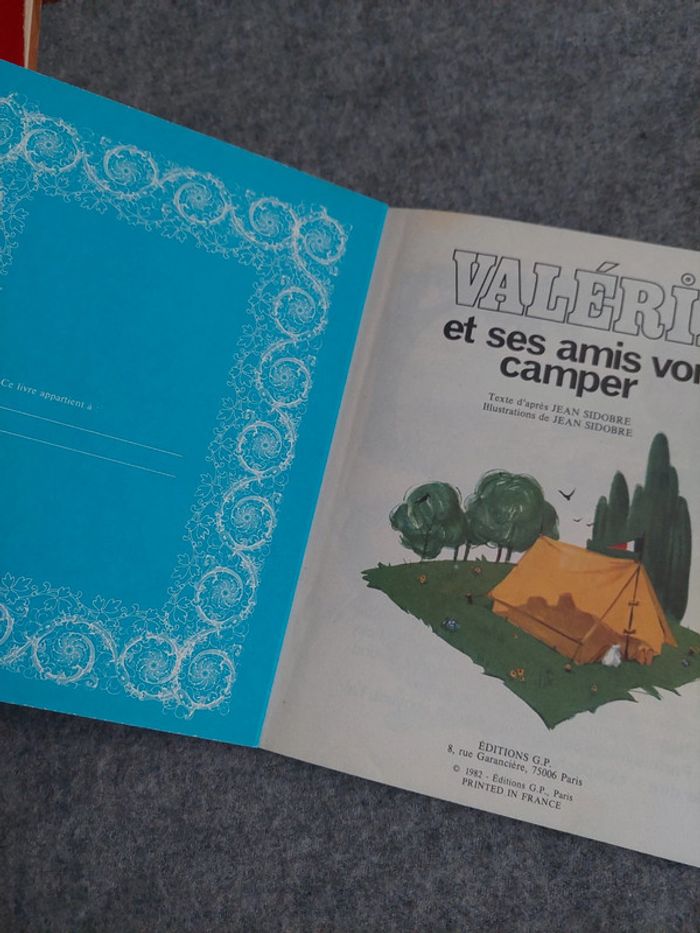 Ce livre appartient à :
VALÉRI
et ses amis von
camper
Texte d'après JEAN SIDOBRE
Illustrations de JEAN SIDOBRE
ÉDITIONS G.P.
8, rue Garancière, 75006 Paris
© 1982 - Éditions G.P., Paris
PRINTED IN FRANCE